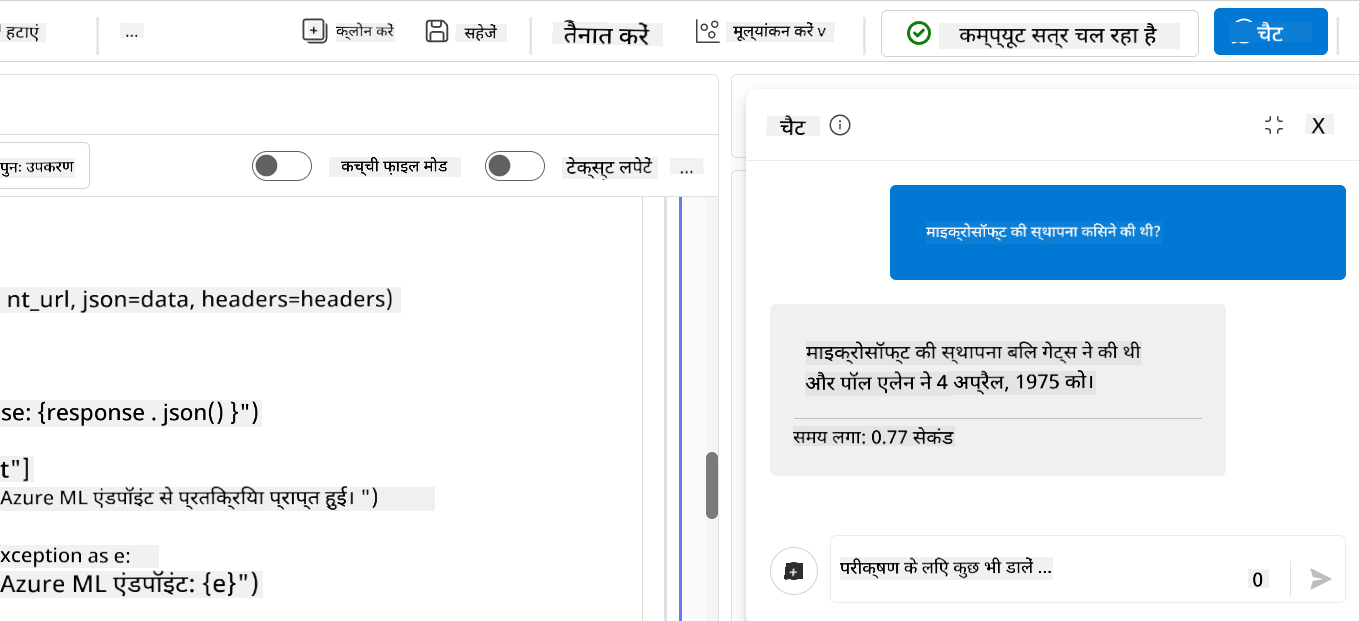 हटाएं
...
क्लोन करें
सहेजें
तैनात करें
मूल्यांकन करें v
कम्प्यूट सत्र चल रहा है
चैट
चैट
X
पुनः उपकरण
कच्ची फ़ाइल मोड
टेक्स्ट लपेटें
...
माइक्रोसॉफ्ट की स्थापना किसने की थी?
nt_url, json=data, headers=headers)
माइक्रोसॉफ्ट की स्थापना बिल गेट्स ने की थी
और पॉल एलेन ने 4 अप्रैल, 1975 को।
se: {response . json() }")
समय लगा: 0.77 सेकंड
t"]
Azure ML एंडपॉइंट से प्रतिक्रिया प्राप्त हुई। ")
xception as e:
Azure ML एंडपॉइंट: {e}")
परीक्षण के लिए कुछ भी डालें ...
0